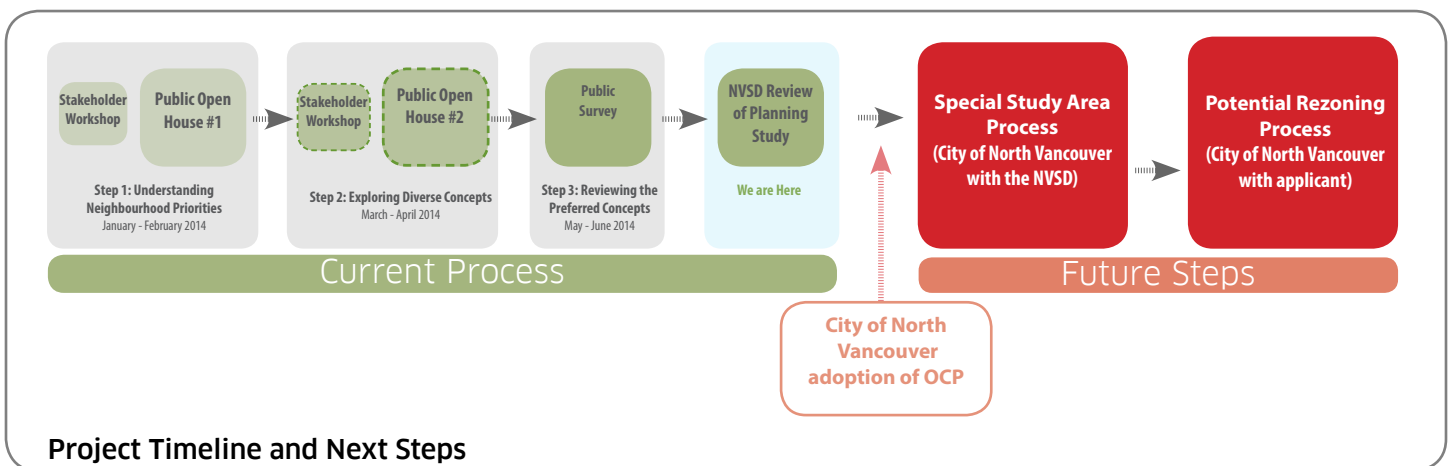 Stakeholder
Workshop
Public Open
House #1
Step 1: Understanding
Neighbourhood Priorities
January - February 2014
Stakeholder
Workshop
Public Open
House #2
Step 2: Exploring Diverse Concepts
March - April 2014
Public
Survey
Step 3: Reviewing the
Preferred Concepts
May - June 2014
NVSD Review
of Planning
Study
We are Here
Special Study Area
Process
(City of North Vancouver
with the NVSD)
Potential Rezoning
Process
(City of North Vancouver
with applicant)
Current Process
Future Steps
City of North
Vancouver
adoption of OCP
Project Timeline and Next Steps